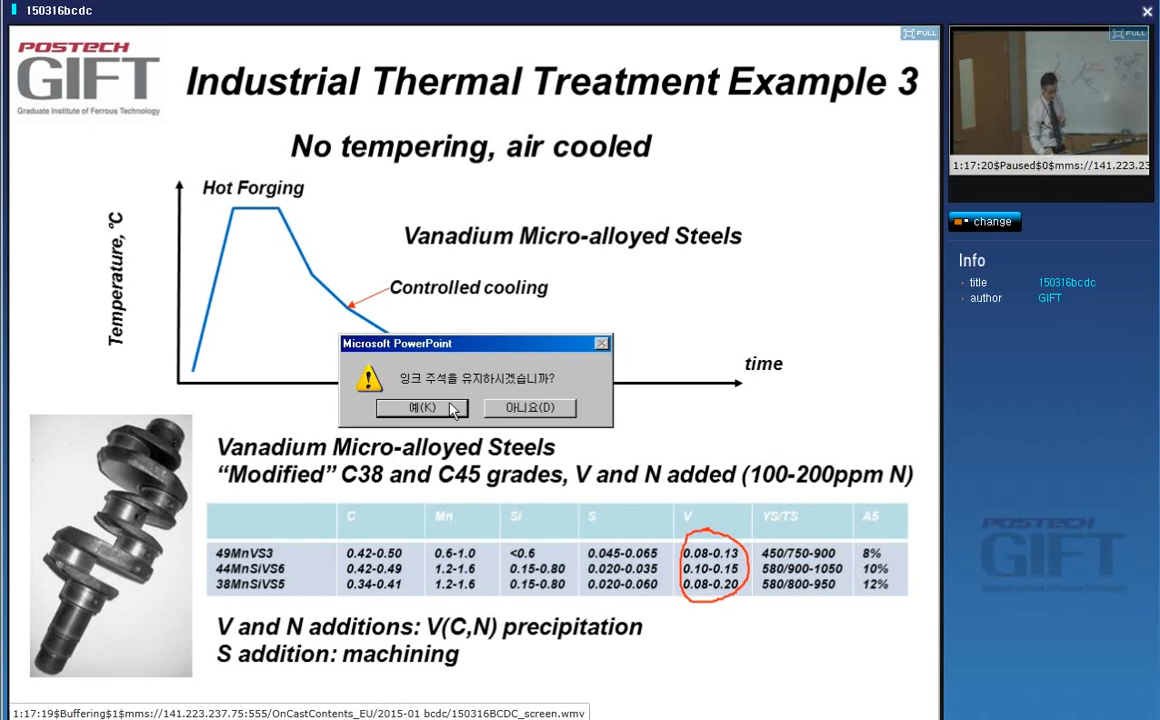 150316bcdc
POSTECH
GIFT
Graduate Institute of Ferrous Technology
FULL
Industrial Thermal Treatment Example 3
No tempering, air cooled
Hot Forging
Temperature, °C
Vanadium Micro-alloyed Steels
Controlled cooling
time
Microsoft PowerPoint
잉크 주석을 유지하시겠습니까?
예(K) 아니요(D)
Vanadium Micro-alloyed Steels
“Modified” C38 and C45 grades, V and N added (100-200ppm N)
C Mn Si S V YS/TS A5
49MnVS3 0.42-0.50 0.6-1.0 <0.6 0.045-0.065 0.08-0.13 450/750-900 8%
44MnSiVS6 0.42-0.49 1.2-1.6 0.15-0.80 0.020-0.035 0.10-0.15 580/900-1050 10%
38MnSiVS5 0.34-0.41 1.2-1.6 0.15-0.80 0.020-0.060 0.08-0.20 580/800-950 12%
V and N additions: V(C,N) precipitation
S addition: machining
1:17:19$Buffering$1$mms://141.223.237.75:555/OnCastContents_EU/2015-01 bcdc/150316BCDC_screen.wmv
FULL
1:17:20$Paused$0$mms://141.223.23
change
Info
title 150316bcdc
author GIFT
POSTECH
GIFT